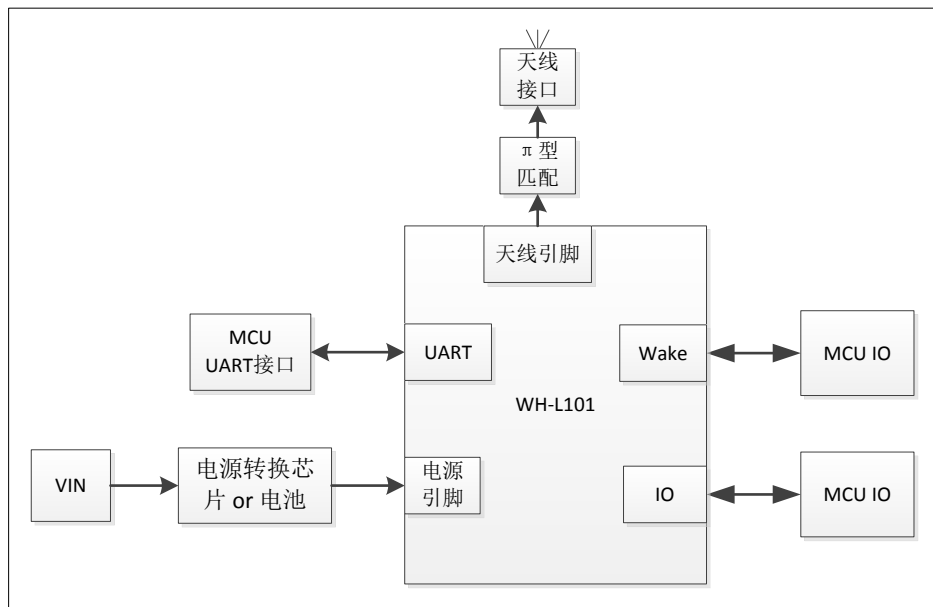 天线
接口
π型
匹配
天线引脚
MCU
UART接口
UART
Wake
MCU IO
WH-L101
VIN
电源转换芯
片 or 电池
电源
引脚
IO
MCU IO